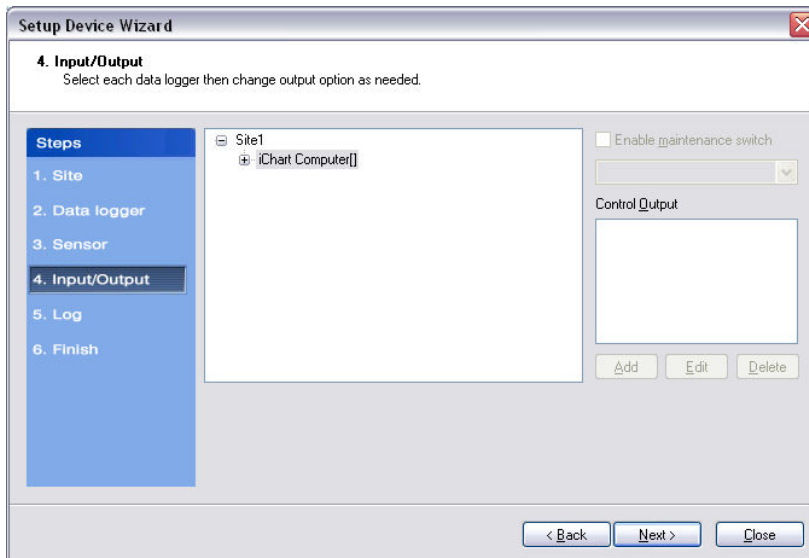 Setup Device Wizard
4. Input/Output
Select each data logger then change output option as needed.
Steps
1. Site
2. Data logger
3. Sensor
4. Input/Output
5. Log
6. Finish
Site1
iChart Computer[]
Enable maintenance switch
Control Output
Add
Edit
Delete
< Back
Next >
Close